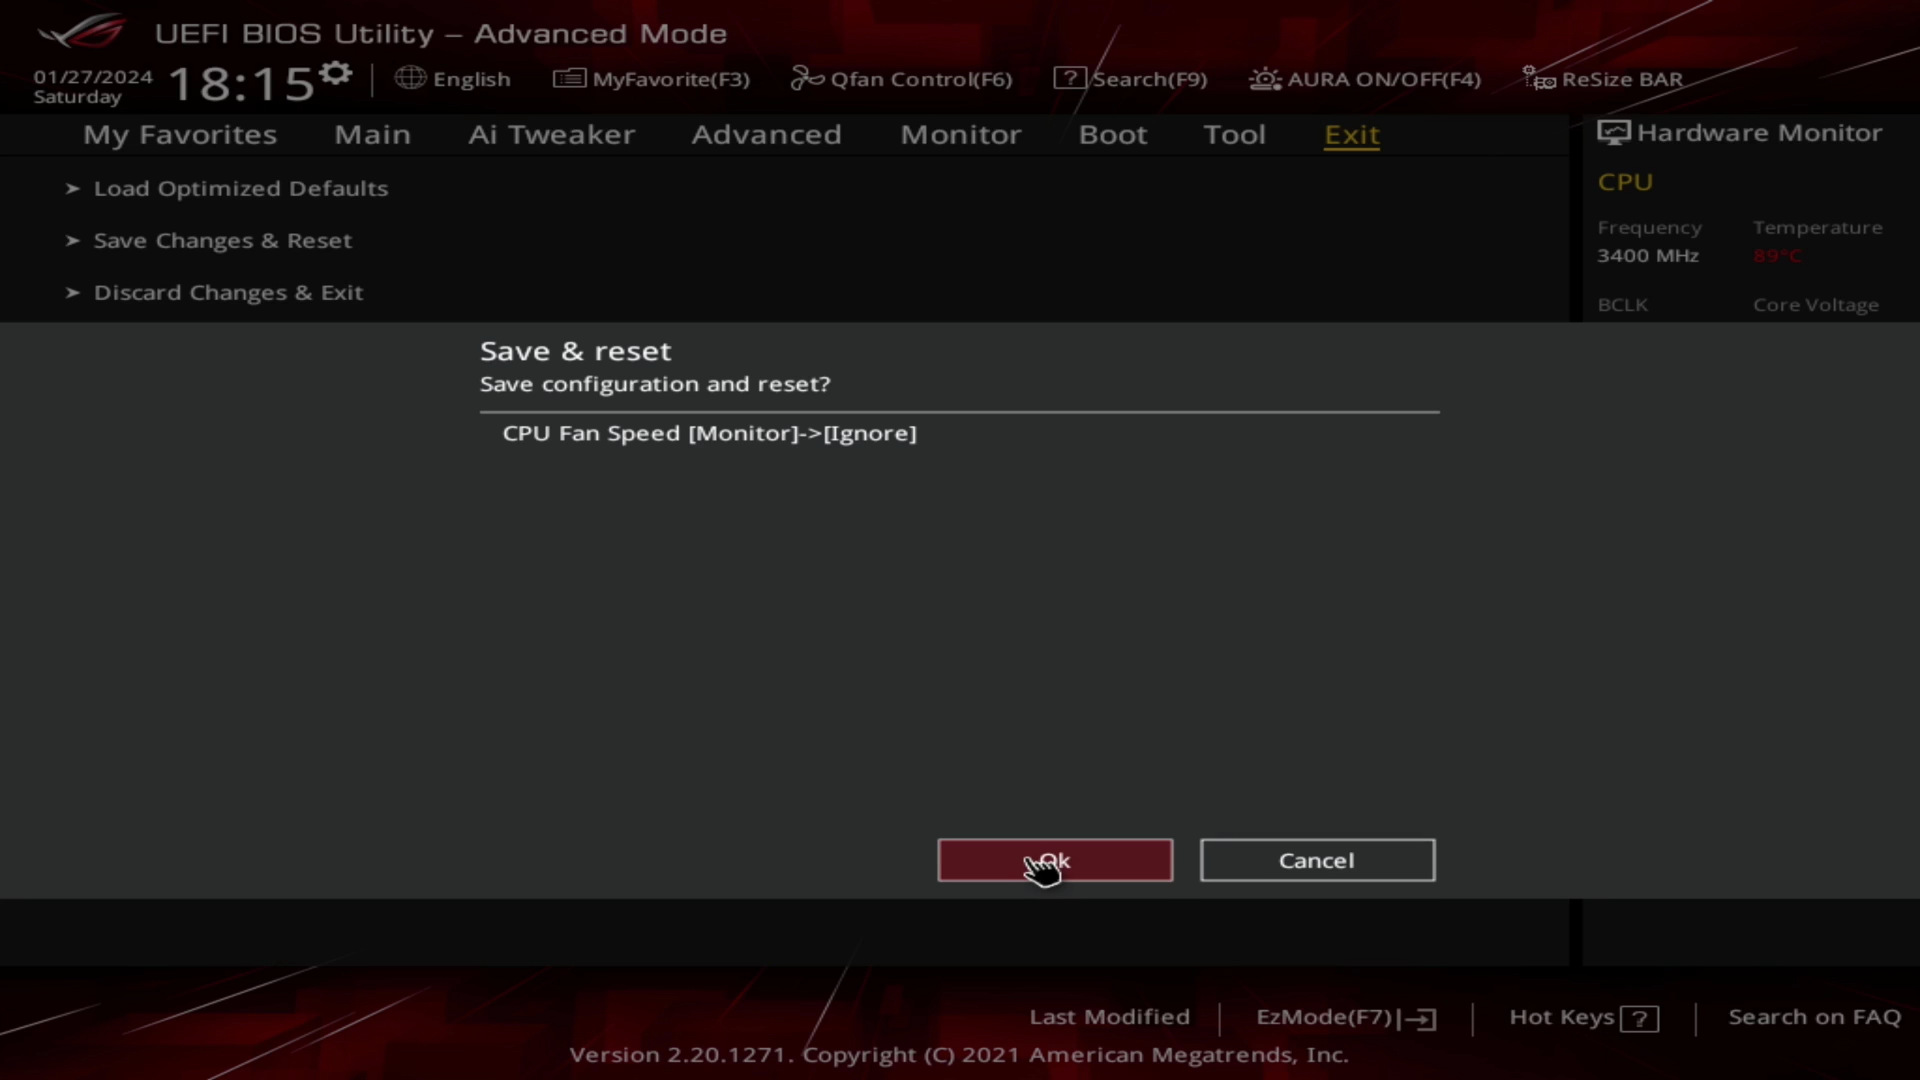 UEFI BIOS Utility – Advanced Mode
01/27/2024
Saturday
18:15
English
MyFavorite(F3)
Qfan Control(F6)
? Search(F9)
AURA ON/OFF(F4)
ReSize BAR
My Favorites
Main
Ai Tweaker
Advanced
Monitor
Boot
Tool
Exit
Hardware Monitor
Load Optimized Defaults
Save Changes & Reset
Discard Changes & Exit
CPU
Frequency
Temperature
3400 MHz
89°C
BCLK
Core Voltage
Save & reset
Save configuration and reset?
CPU Fan Speed [Monitor]->[Ignore]
Ok
Cancel
Last Modified
EzMode(F7)
Hot Keys ?
Search on FAQ
Version 2.20.1271. Copyright (C) 2021 American Megatrends, Inc.